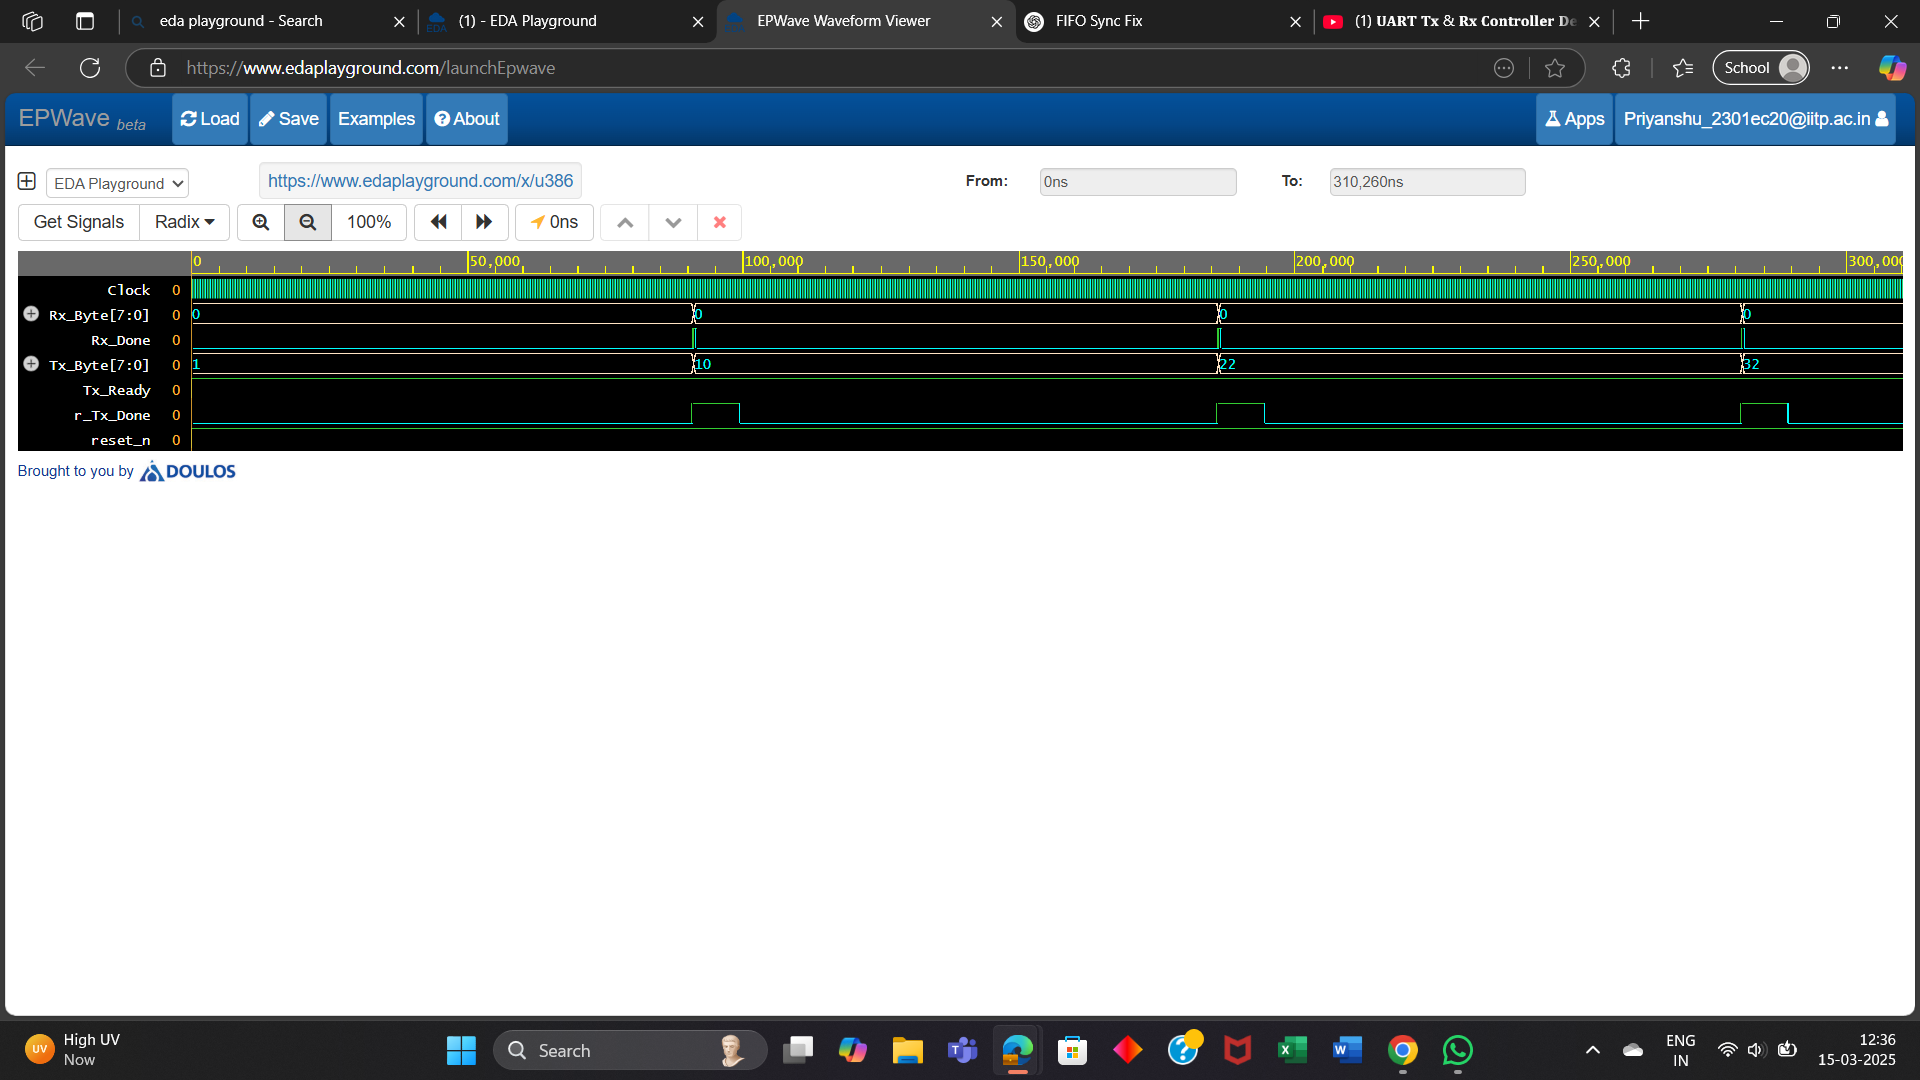 eda playground - Search
(1) - EDA Playground
EPWave Waveform Viewer
FIFO Sync Fix
(1) UART Tx & Rx Controller De
https://www.edaplayground.com/launchEpwave
School
EPWave beta
Load
Save
Examples
About
Apps
Priyanshu_2301ec20@iitp.ac.in
EDA Playground
https://www.edaplayground.com/x/u386
From:
0ns
To:
310,260ns
Get Signals
Radix
100%
0ns
0 50,000 100,000 150,000 200,000 250,000 300,000
Clock 0
Rx_Byte[7:0] 0 0 0 0 0
Rx_Done 0
Tx_Byte[7:0] 0 1 10 22 32
Tx_Ready 0
r_Tx_Done 0
reset_n 0
Brought to you by DOULOS
UV
High UV
Now
Search
ENG
IN
12:36
15-03-2025